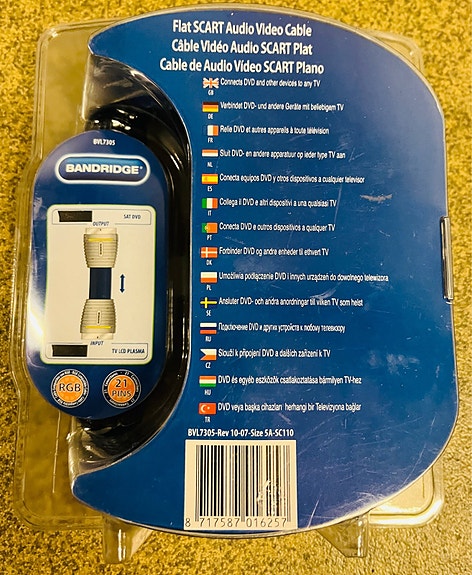 Flat SCART Audio Video Cable
Câble Vidéo Audio SCART Plat
Cable de Audio Vídeo SCART Plano
GB Connects DVD and other devices to any TV
DE Verbindet DVD- und andere Geräte mit beliebigem TV
FR Relie DVD et autres appareils à toute télévision
NL Sluit DVD- en andere apparatuur op ieder type TV aan
ES Conecta equipos DVD y otros dispositivos a cualquier televisor
IT Collega il DVD e altri dispositivi a una qualsiasi TV
PT Conecta DVD e outros dispositivos a qualquer TV
DK Forbinder DVD og andre enheder til ethvert TV
PL Umożliwia podłączenie DVD i innych urządzeń do dowolnego telewizora
SE Ansluter DVD- och andra anordningar till vilken TV som helst
RU Подключение DVD и других устройств к любому телевизору
CZ Slouží k připojení DVD a dalších zařízení k TV
HU DVD és egyéb eszközök csatlakoztatása bármilyen TV-hez
TR DVD veya başka cihazları herhangi bir Televizyona bağlar
BVL7305-Rev 10-07-Size 5A-SC110
8 717587 016257
BVL7305
BANDRIDGE®
SAT DVD
OUTPUT
INPUT
TV LCD PLASMA
RGB
21
PINS